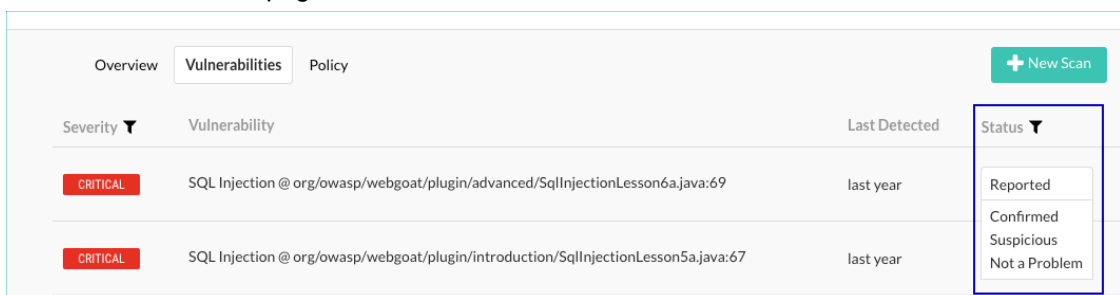 Overview Vulnerabilities Policy New Scan
Severity Vulnerability Last Detected Status
CRITICAL SQL Injection @ org/owasp/webgoat/plugin/advanced/SqlInjectionLesson6a.java:69 last year Reported
Confirmed
Suspicious
CRITICAL SQL Injection @ org/owasp/webgoat/plugin/introduction/SqlInjectionLesson5a.java:67 last year Not a Problem